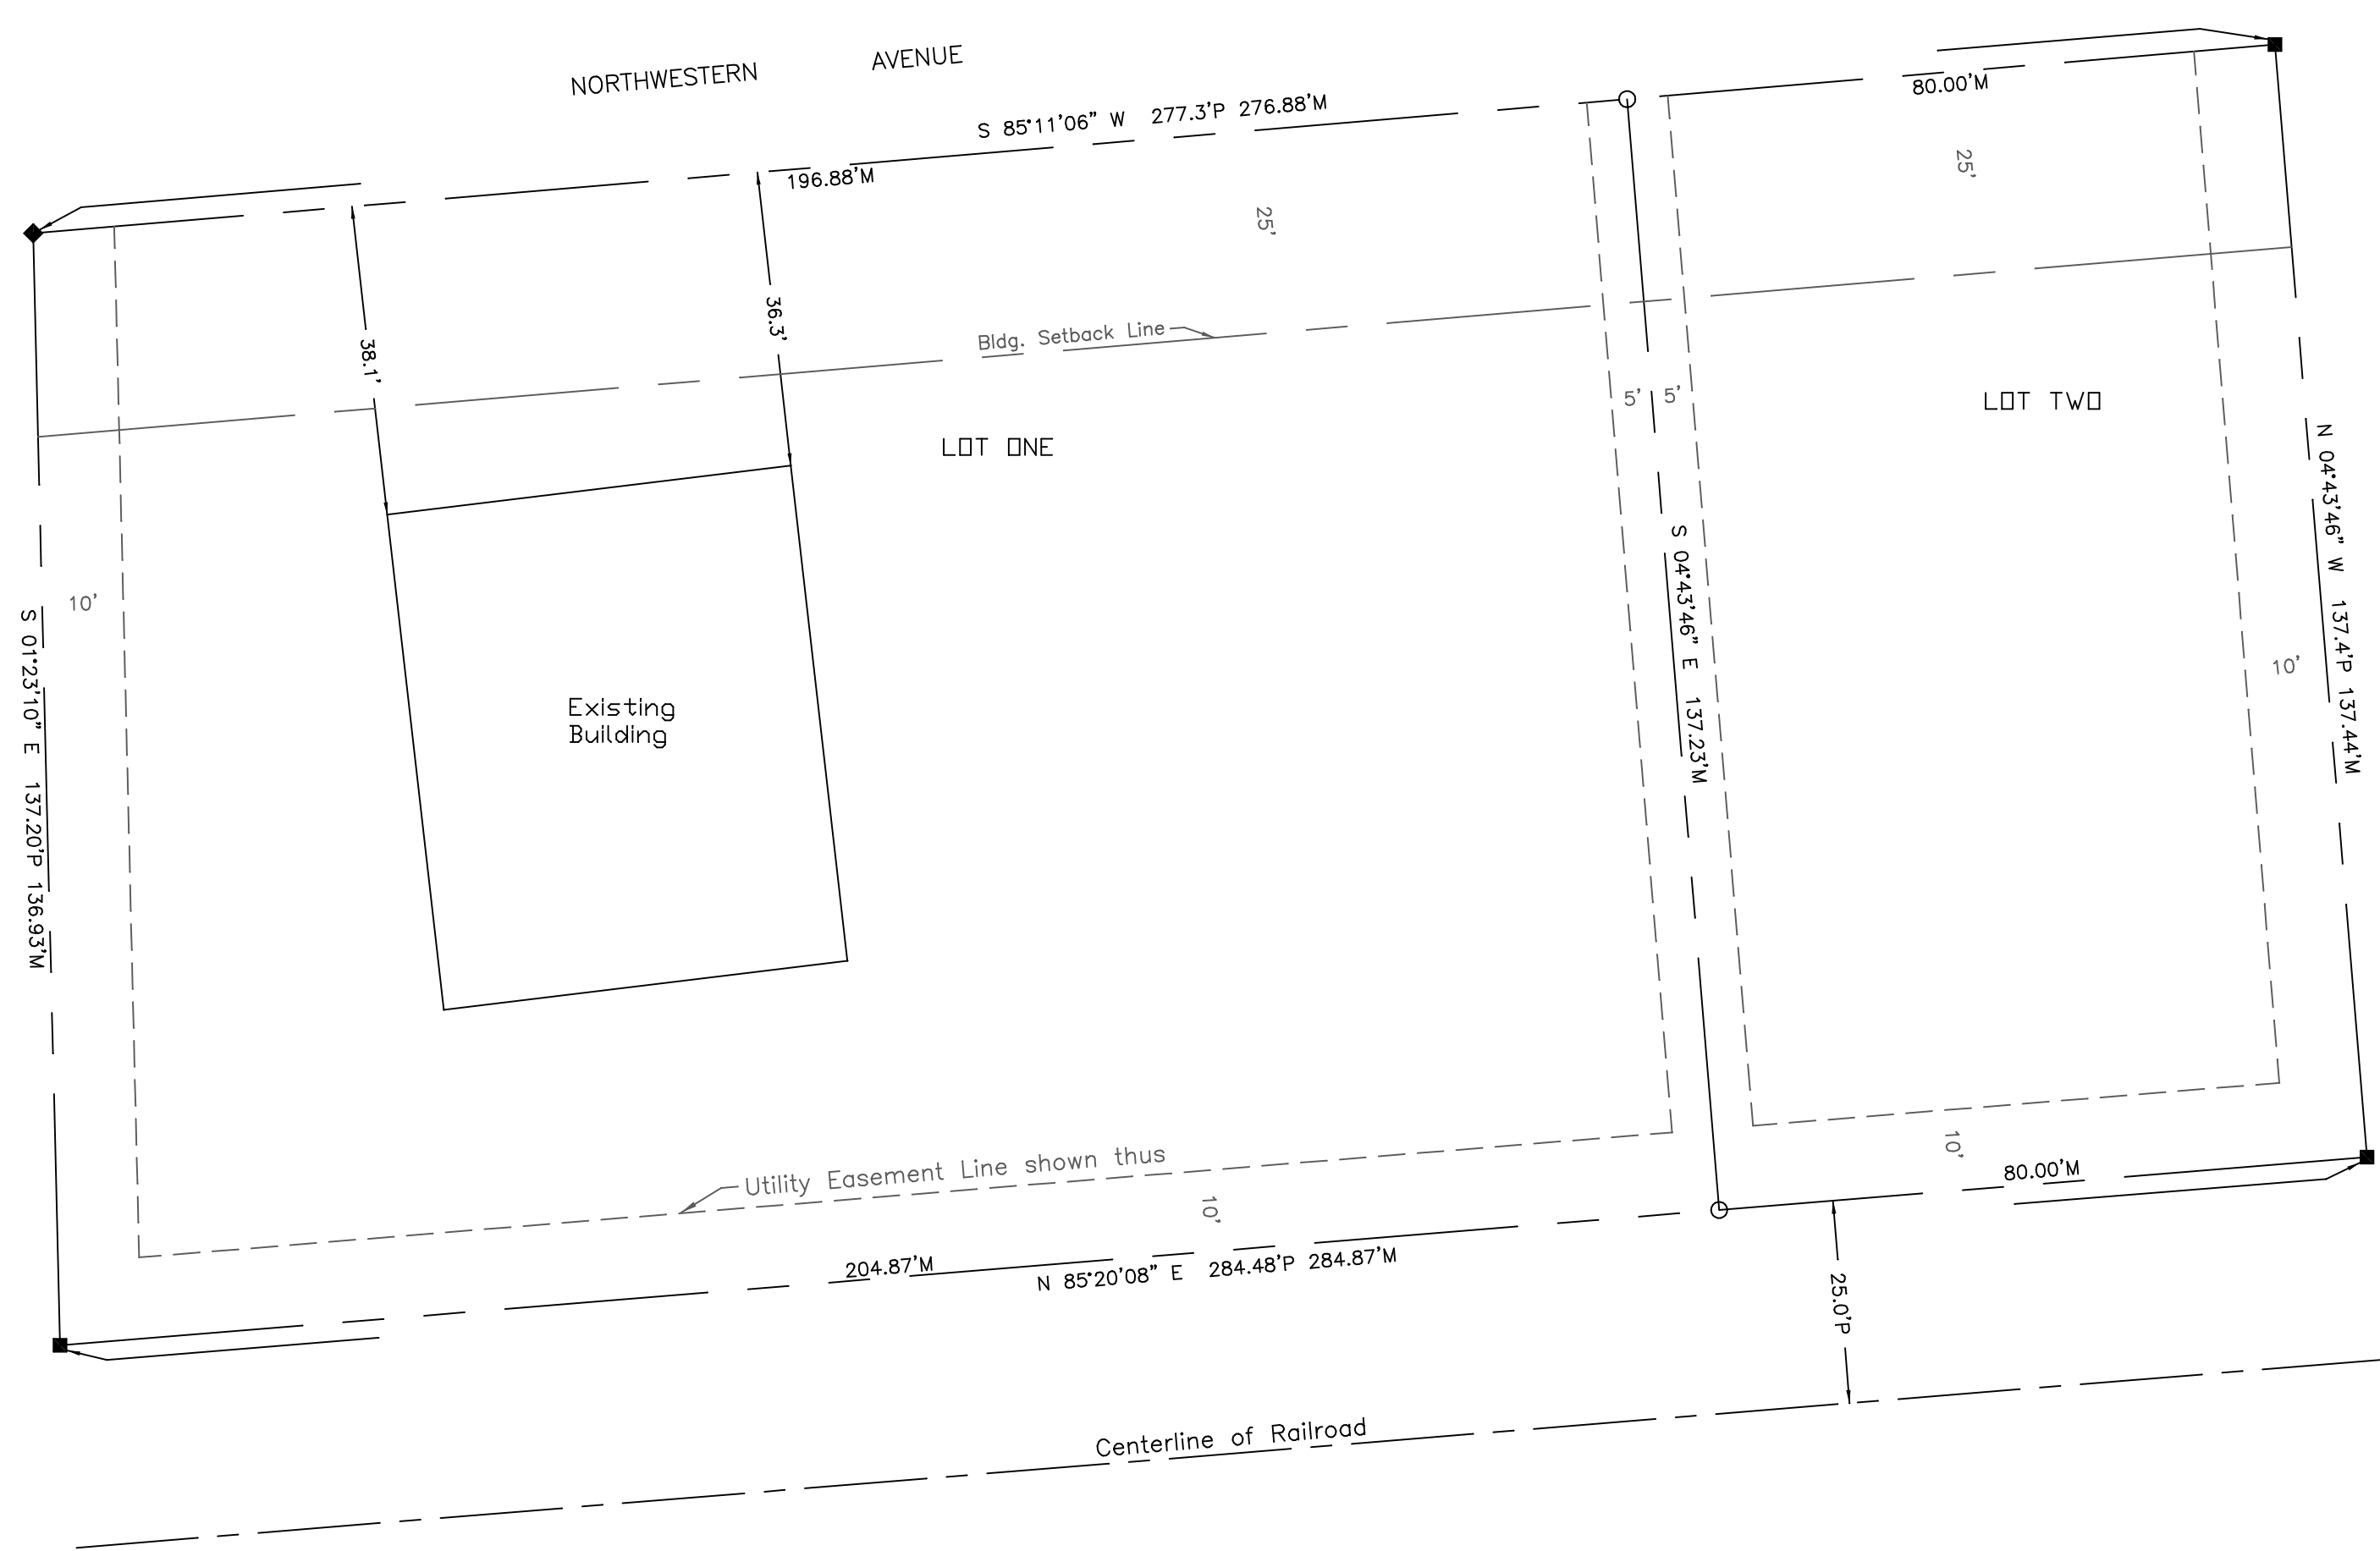 NORTHWESTERN AVENUE
S 85°11'06" W 277.3'P 276.88'M
80.00'M
196.88'M
25'
25'
36.3'
38.1'
Bldg. Setback Line
5' 5'
LOT TWO
LOT ONE
N 04°43'46" W 137.4'P 137.44'M
S 04°43'46" E 137.23'M
10'
10'
S 01°23'10" E 137.20'P 136.93'M
Existing
Building
Utility Easement Line shown thus
10'
10'
80.00'M
204.87'M
N 85°20'08" E 284.48'P 284.87'M
25.0'P
Centerline of Railroad